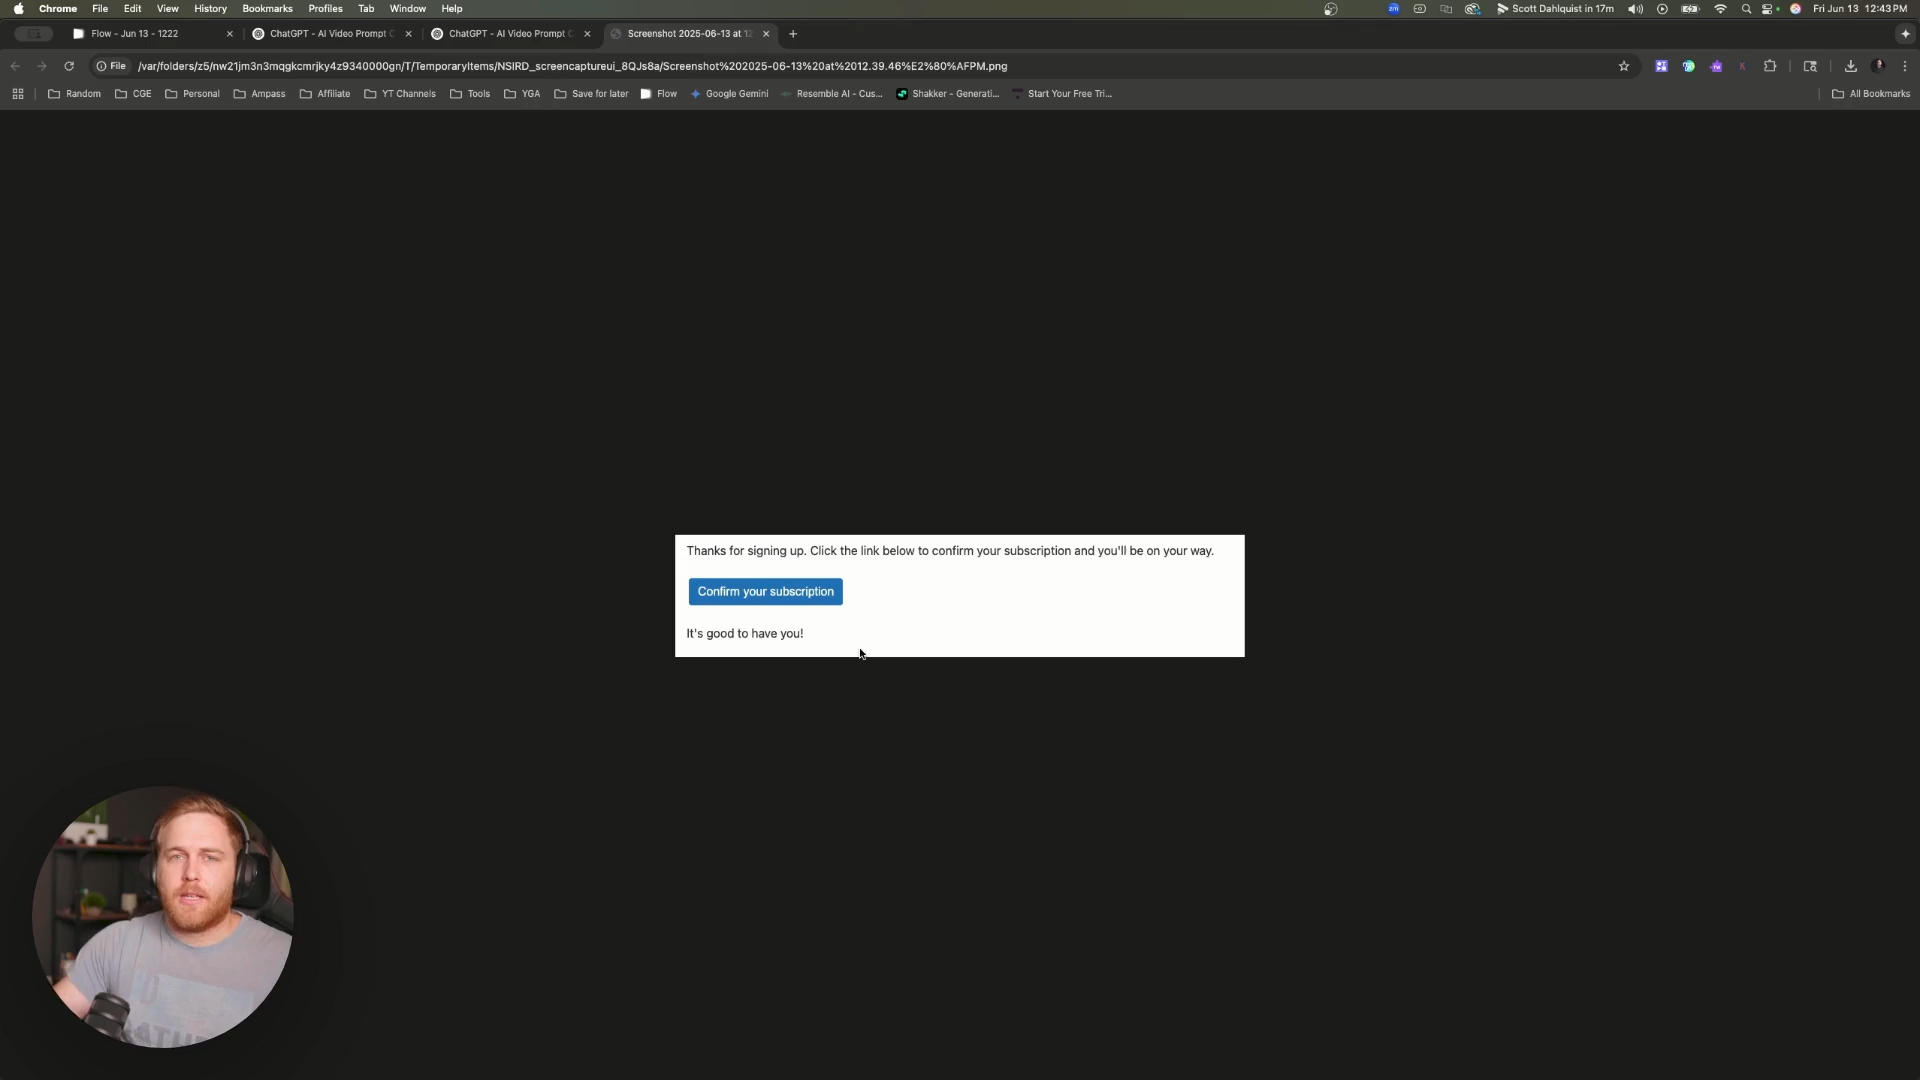 Chrome File Edit View History Bookmarks Profiles Tab Window Help
zm Scott Dahlquist in 17m Fri Jun 13 12:43 PM
Flow - Jun 13 - 1222
ChatGPT - AI Video Prompt
ChatGPT - AI Video Prompt
Screenshot 2025-06-13 at 12
File /var/folders/z5/nw21jm3n3mqgkcmrjky4z9340000gn/T/TemporaryItems/NSIRD_screencaptureui_8QJs8a/Screenshot%202025-06-13%20at%2012.39.46%E2%80%AFPM.png
Random CGE Personal Ampass Affiliate YT Channels Tools YGA Save for later Flow Google Gemini Resemble AI - Cus... Shakker - Generati... Start Your Free Tri... All Bookmarks
Thanks for signing up. Click the link below to confirm your subscription and you'll be on your way.
Confirm your subscription
It's good to have you!